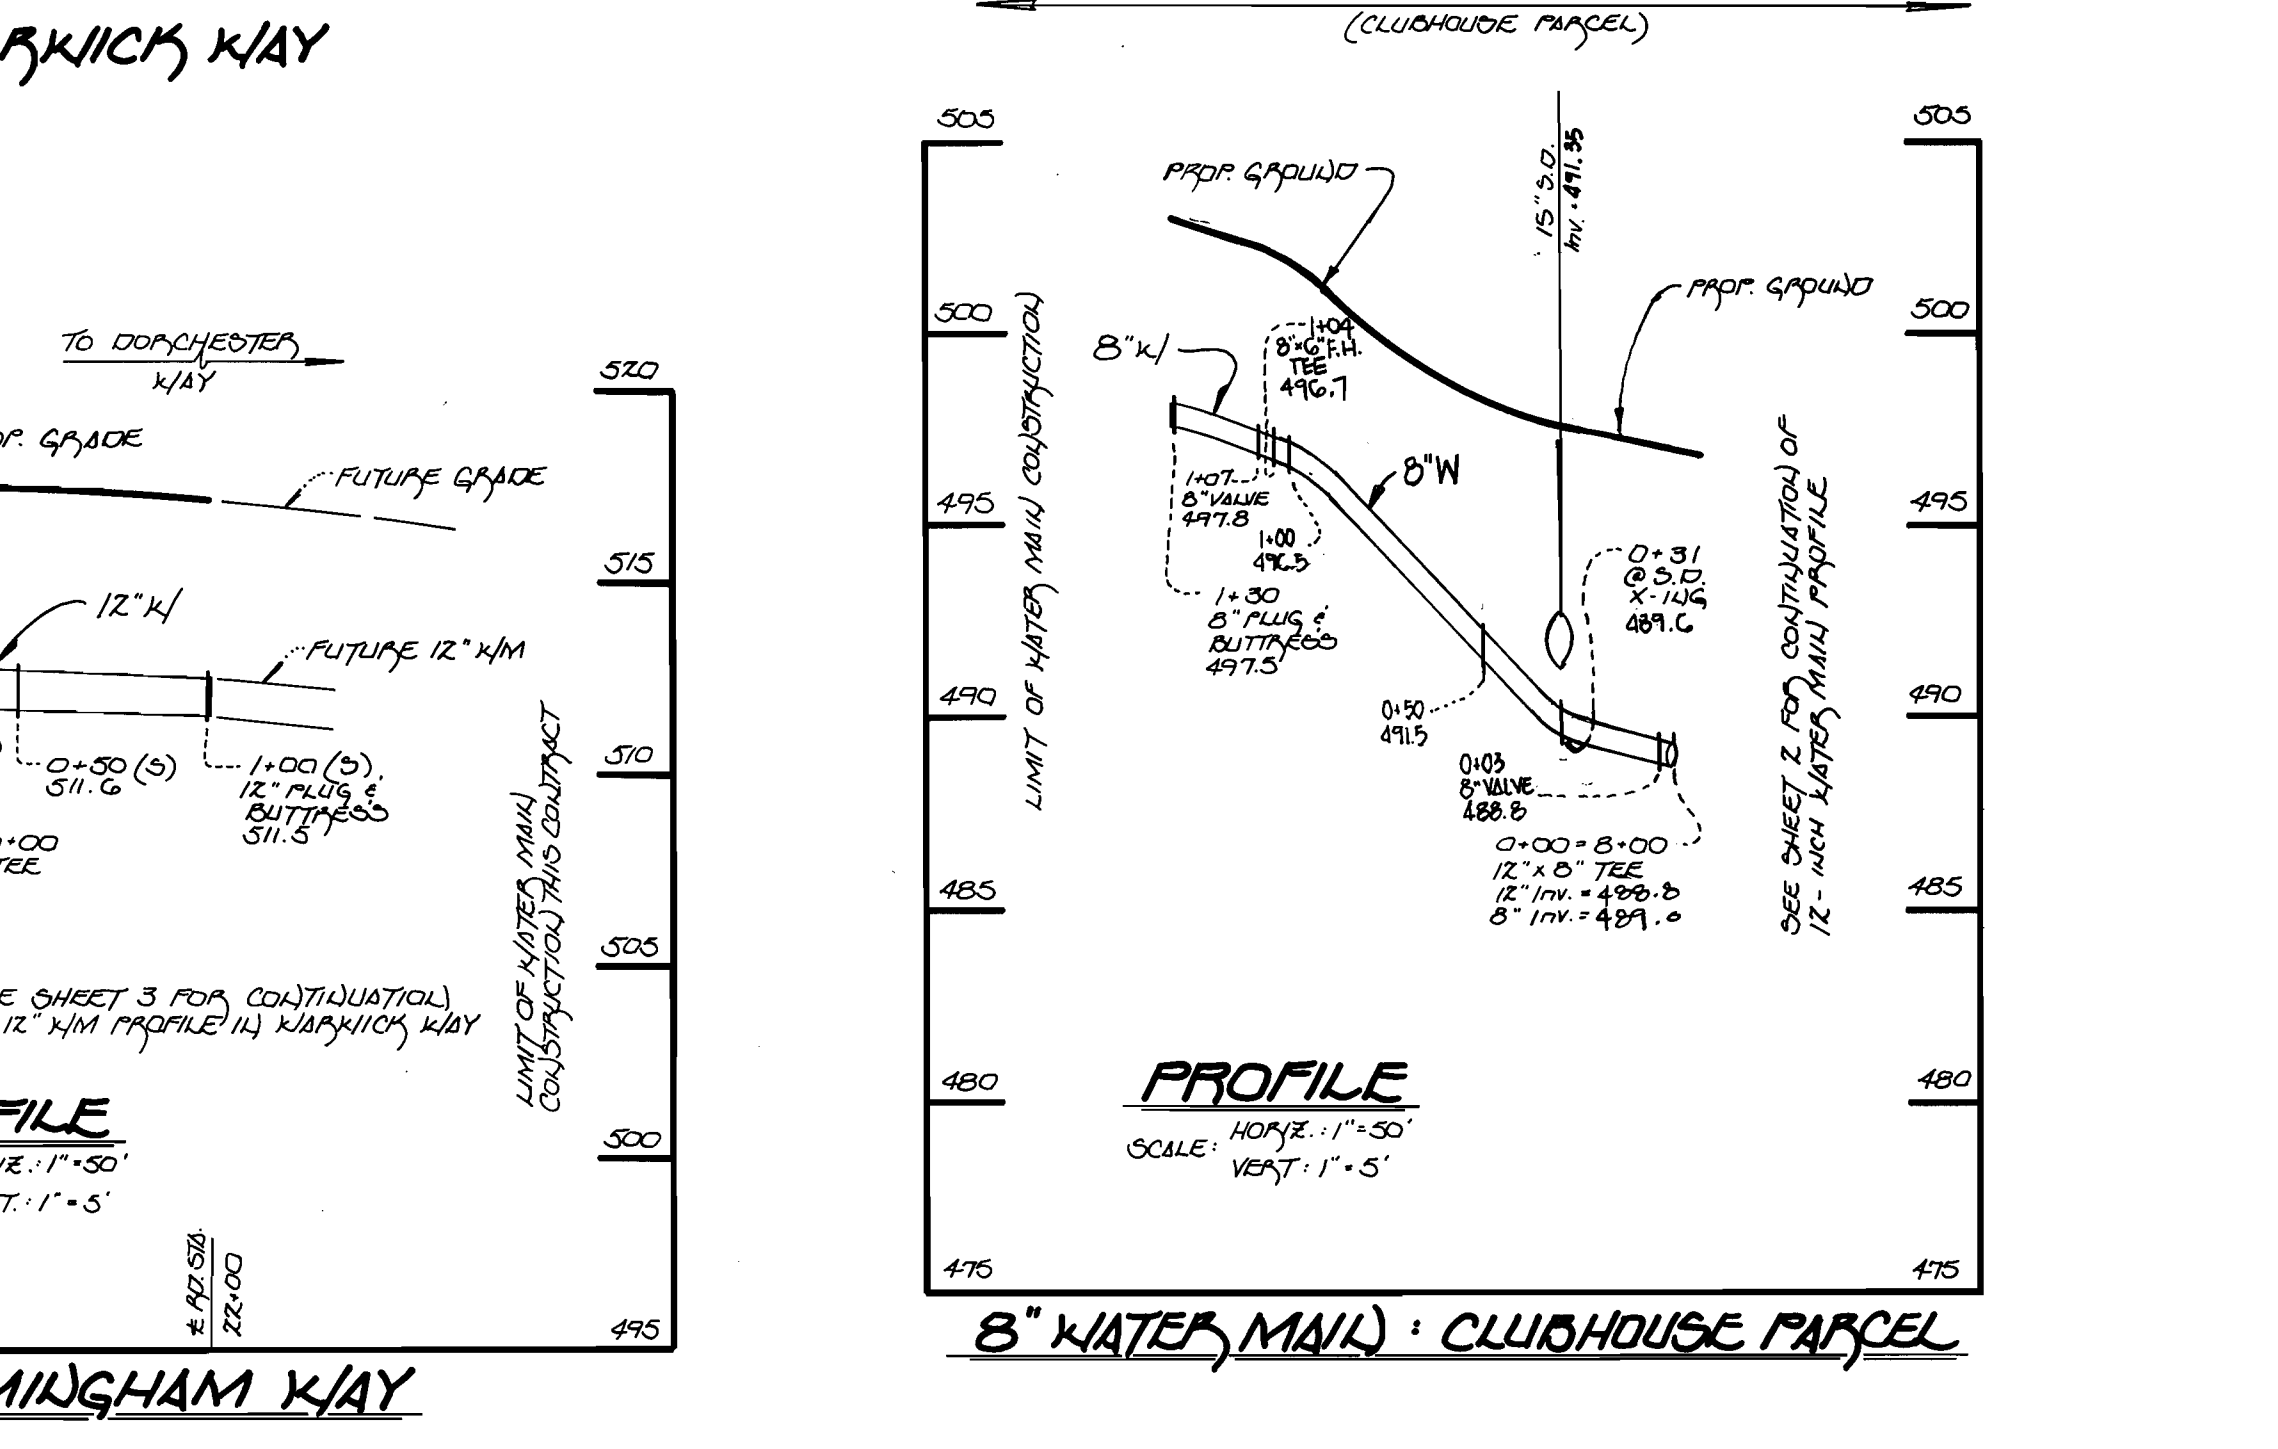 WARWICK WAY
TO DORCHESTER
WAY
520
GRADE
FUTURE GRADE
515
12" W
FUTURE 12" W/M
510
0+50 (S)
511.6
1+00 (S)
12" PLUG &
BUTTRESS
511.5
+00
TEE
LIMIT OF WATER MAIN
CONSTRUCTION THIS CONTRACT
505
SHEET 3 FOR CONTINUATION
12" W/M PROFILE IN WARWICK WAY
FILE
500
Z.: 1"=50'
T.: 1"=5'
℄ RD. STA.
22+00
495
MINGHAM WAY
(CLUBHOUSE PARCEL)
505
505
PROP. GROUND
15" S.D.
Inv. = 491.35
500
500
PROP. GROUND
LIMIT OF WATER MAIN CONSTRUCTION
8" W
1+04
8"x6" F.H.
TEE
496.7
8"W
495
495
1+07
8" VALVE
497.8
1+00
496.5
1+30
8" PLUG &
BUTTRESS
497.5
0+31
@ S.D.
X-ING
489.6
SEE SHEET 2 FOR CONTINUATION OF
12-INCH WATER MAIN PROFILE
490
490
0+50
491.5
0+03
8" VALVE
488.8
0+00 = 8+00
12" x 8" TEE
12" Inv. = 488.8
8" Inv. = 489.0
485
485
480
480
PROFILE
SCALE: HORIZ.: 1"=50'
VERT: 1"=5'
475
475
8" WATER MAIN : CLUBHOUSE PARCEL